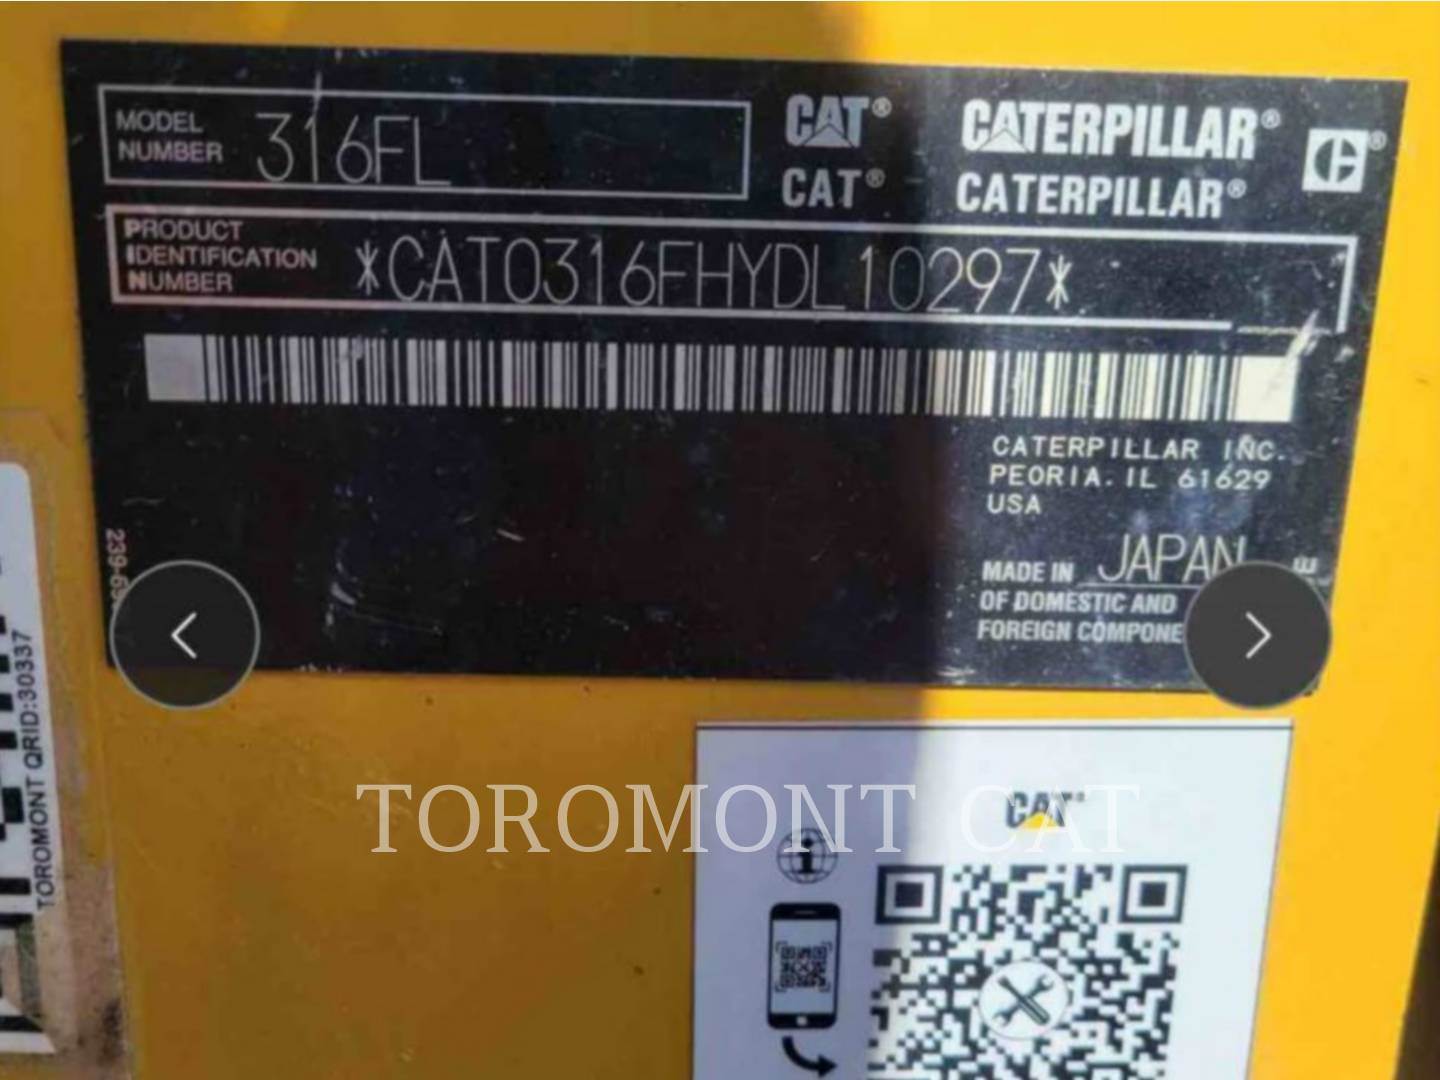 MODEL NUMBER 316FL
CAT® CATERPILLAR®
CAT® CATERPILLAR®
PRODUCT IDENTIFICATION NUMBER *CAT0316FHYDL10297*
CATERPILLAR INC.
PEORIA. IL 61629
USA
MADE IN JAPAN
OF DOMESTIC AND
FOREIGN COMPONE
TOROMONT QRID:30337
TOROMONT CAT
CAT